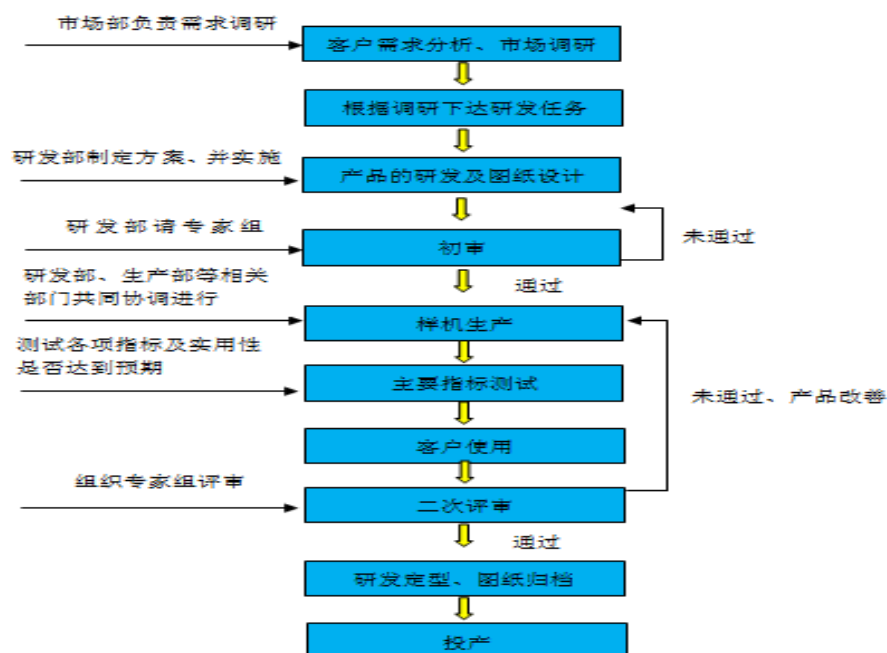 市场部负责需求调研
客户需求分析、市场调研
根据调研下达研发任务
研发部制定方案、并实施
产品的研发及图纸设计
研发部请专家组
初审
未通过
研发部、生产部等相关
部门共同协调进行
通过
样机生产
测试各项指标及实用性
是否达到预期
主要指标测试
未通过、产品改善
客户使用
组织专家组评审
二次评审
通过
研发定型、图纸归档
投产